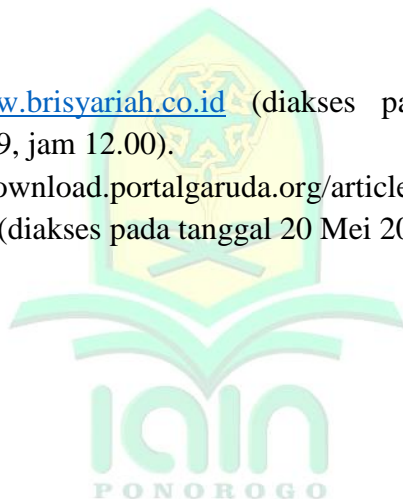 w.brisyariah.co.id (diakses pa
9, jam 12.00).
ownload.portalgaruda.org/article
(diakses pada tanggal 20 Mei 20
iain
PONOROGO